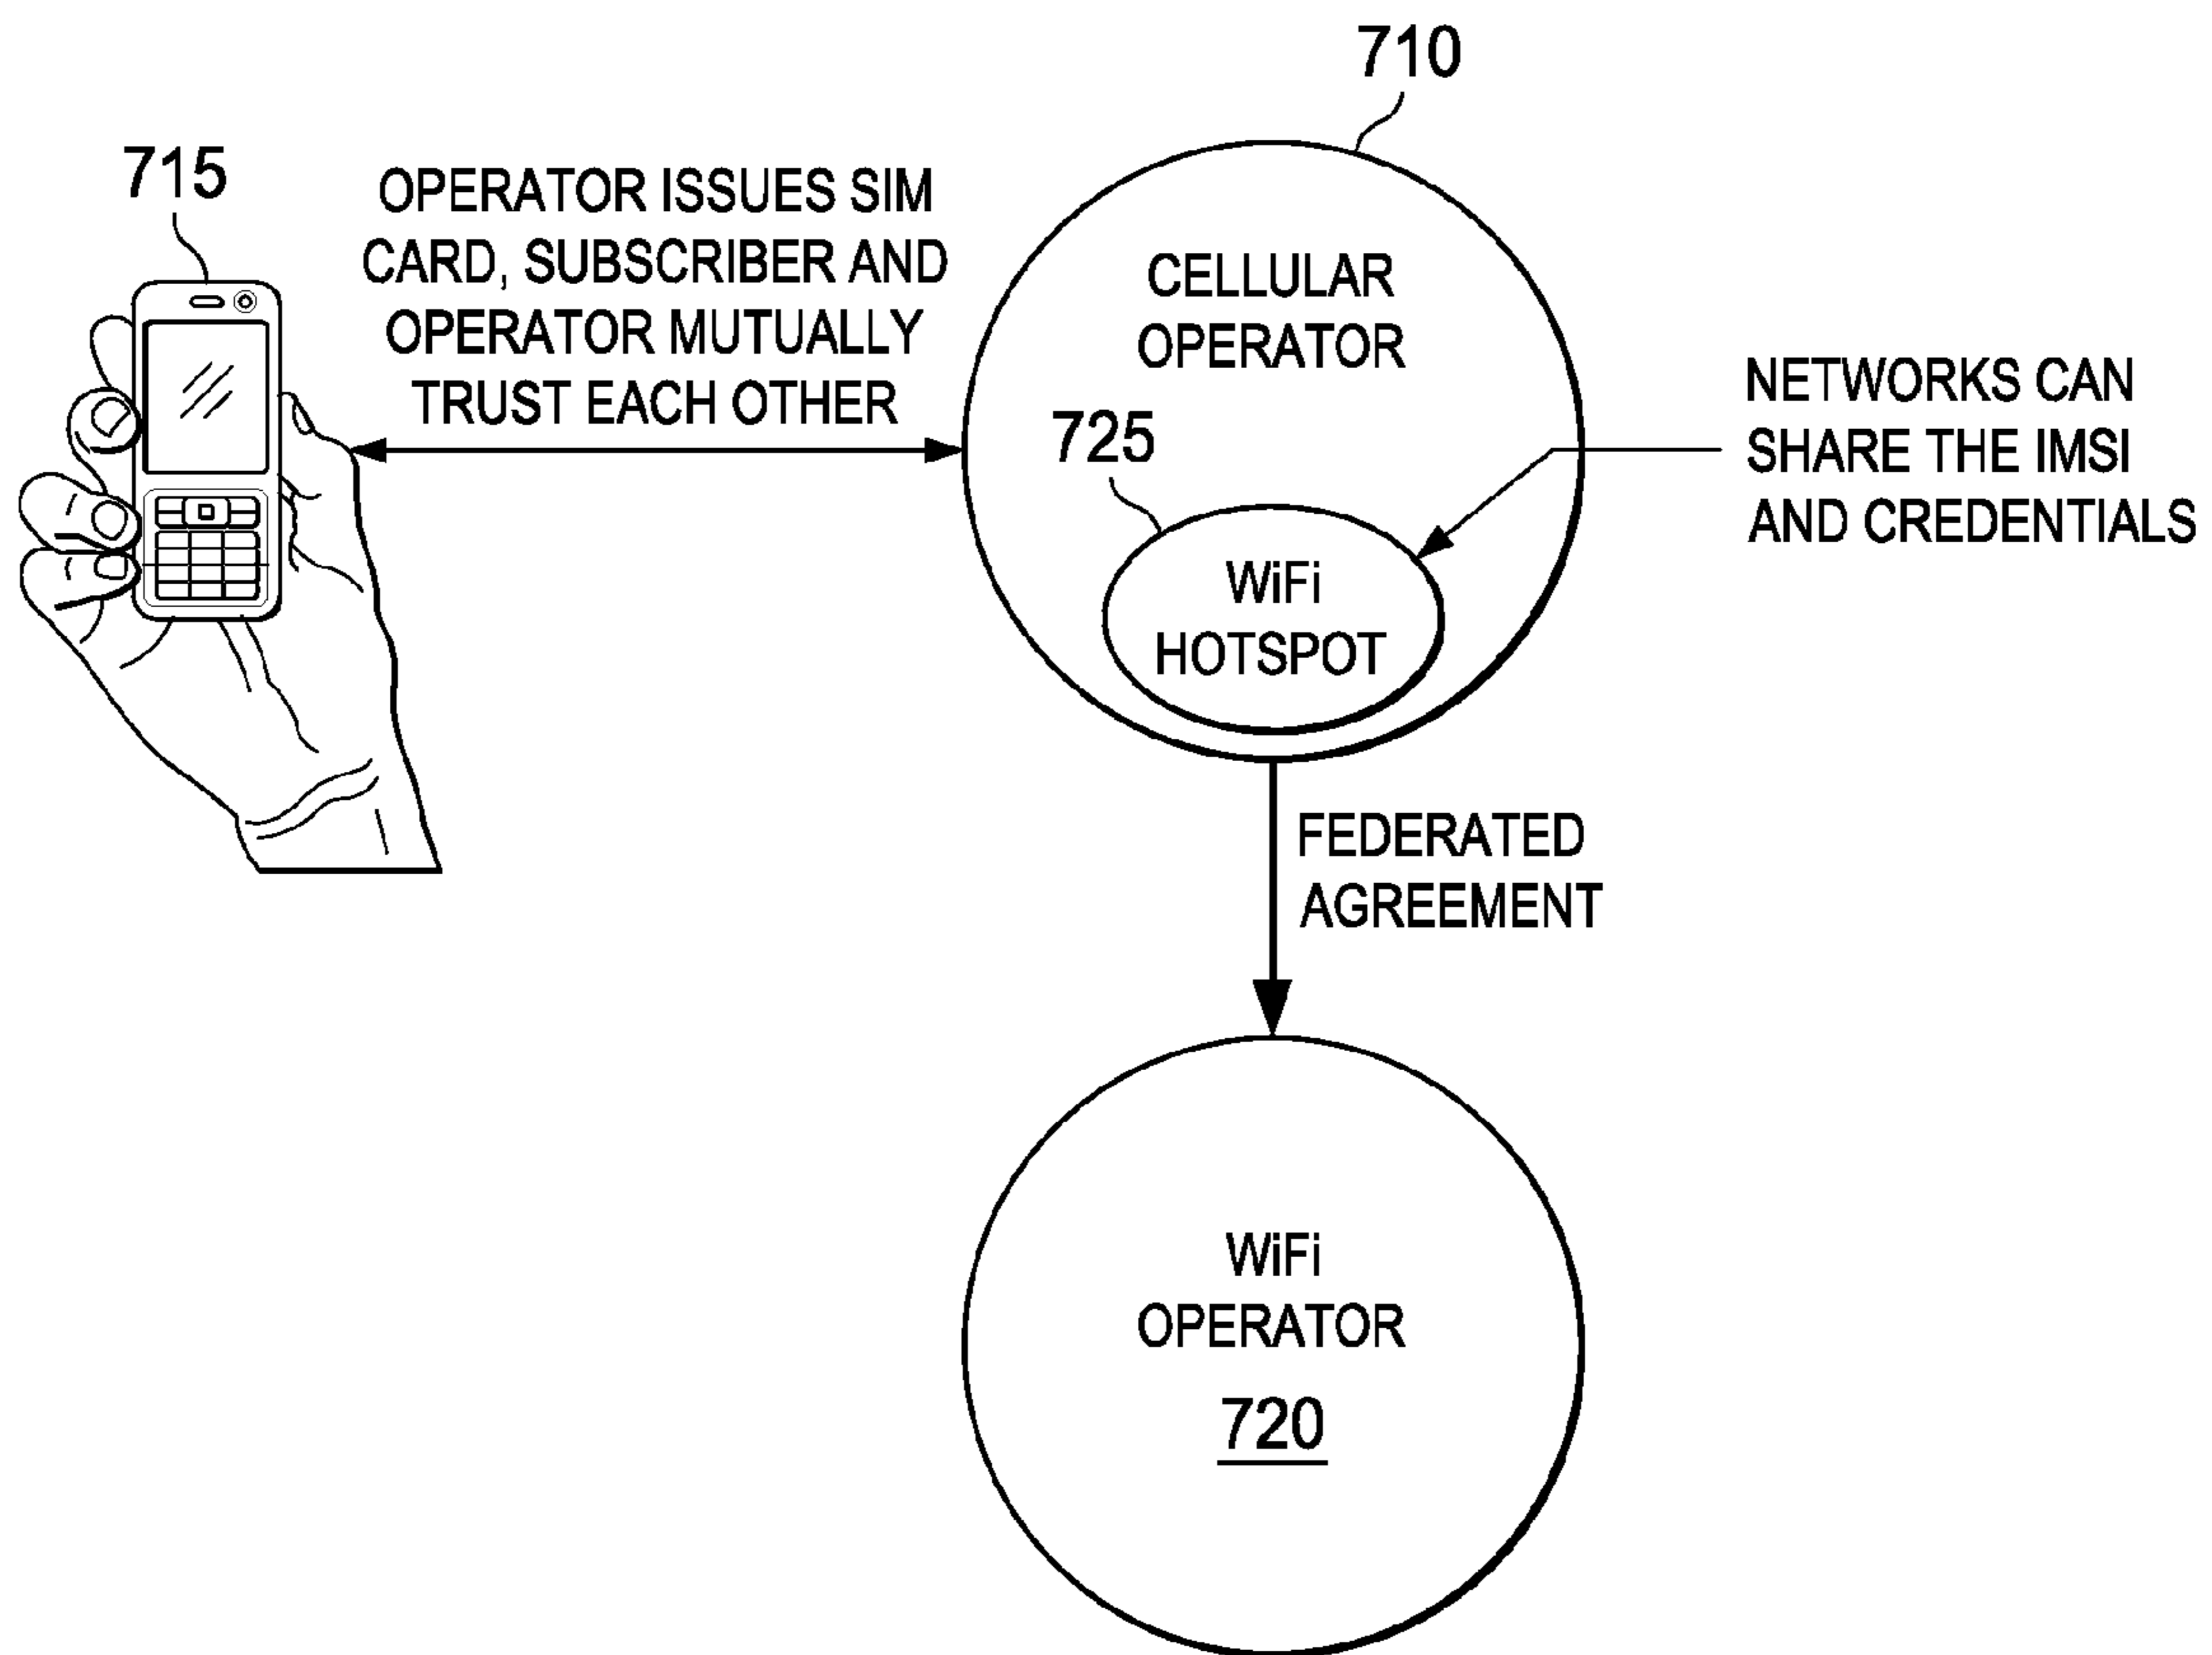 710
715
OPERATOR ISSUES SIM
CARD, SUBSCRIBER AND
OPERATOR MUTUALLY
TRUST EACH OTHER
CELLULAR
OPERATOR
725
WiFi
HOTSPOT
NETWORKS CAN
SHARE THE IMSI
AND CREDENTIALS
FEDERATED
AGREEMENT
WiFi
OPERATOR
720